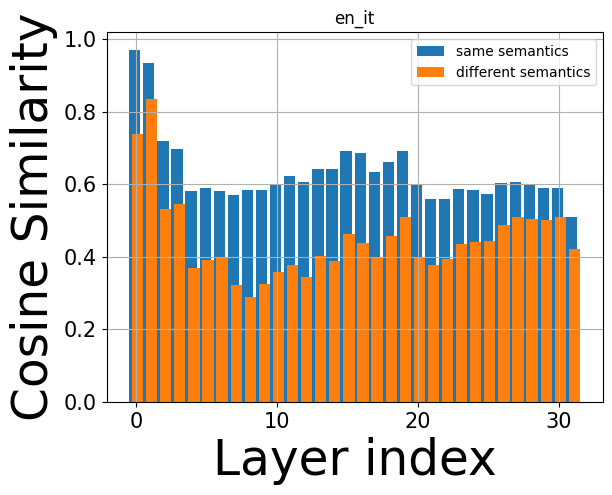 en_it
same semantics
different semantics
Cosine Similarity
1.0
0.8
0.6
0.4
0.2
0.0
0 10 20 30
Layer index